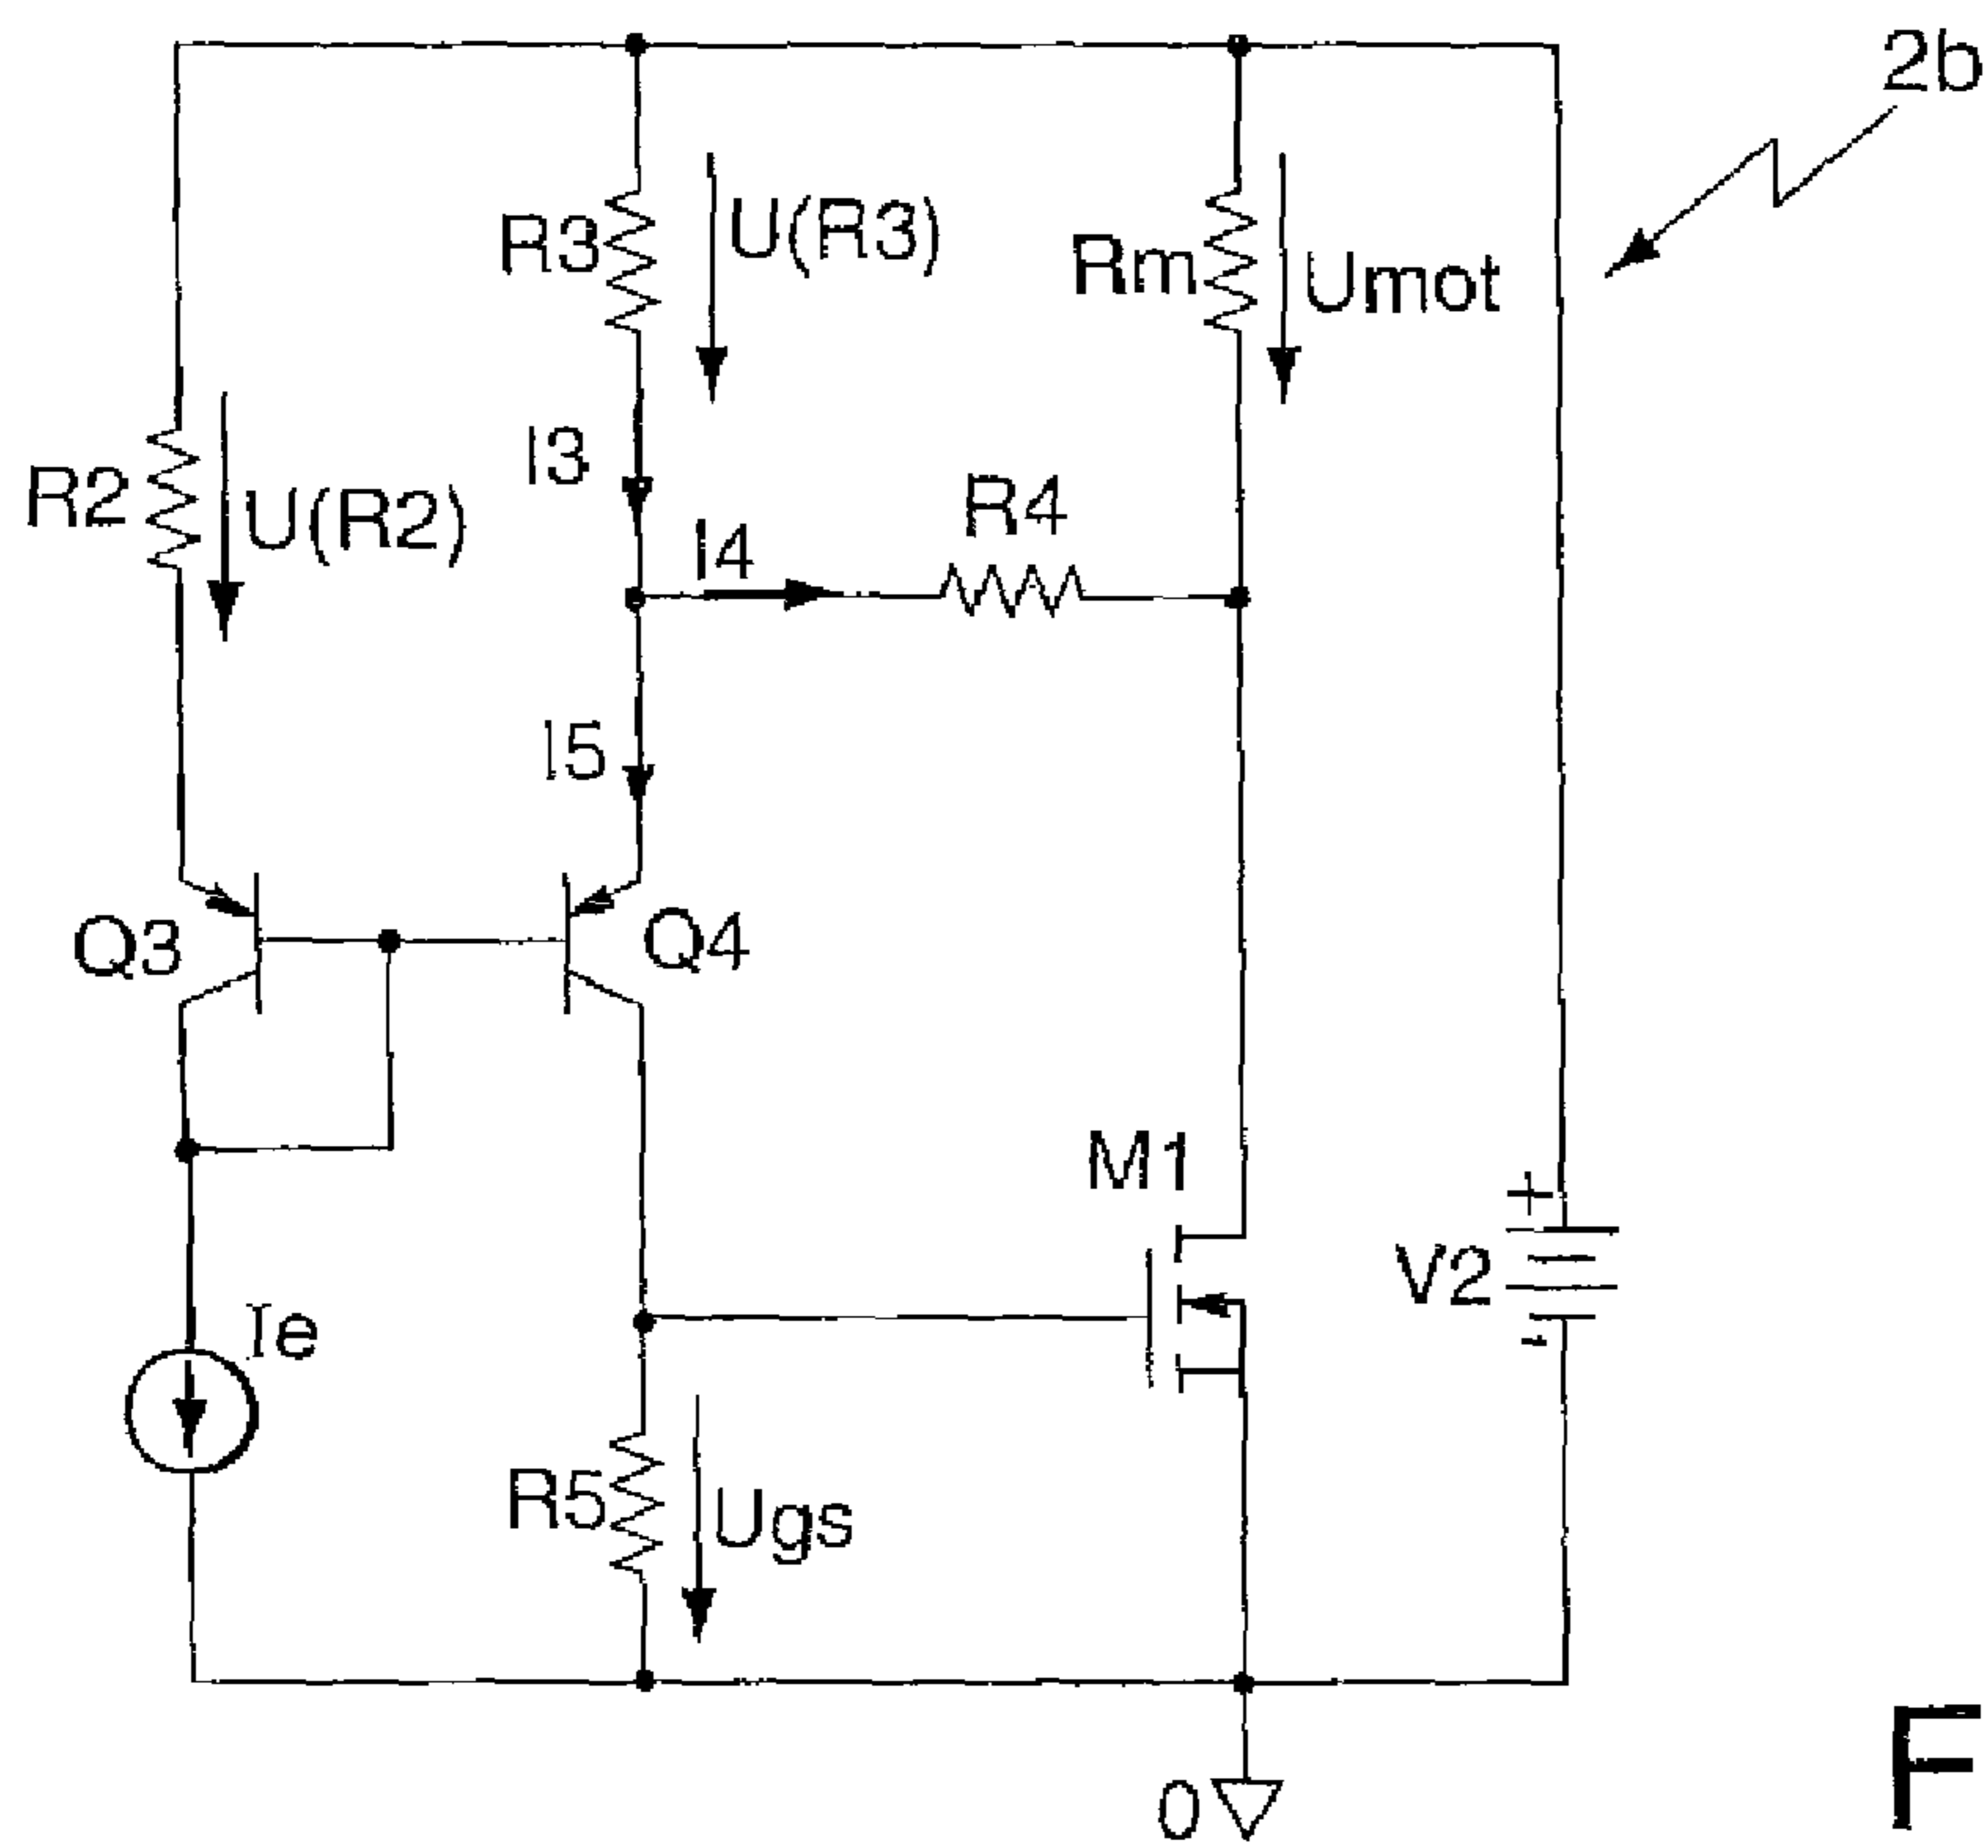 2b
R3
U(R3)
Rm
Umot
R2
U(R2)
I3
I4
R4
I5
Q3
Q4
M1
+
V2
-
Ie
R5
Ugs
0
F